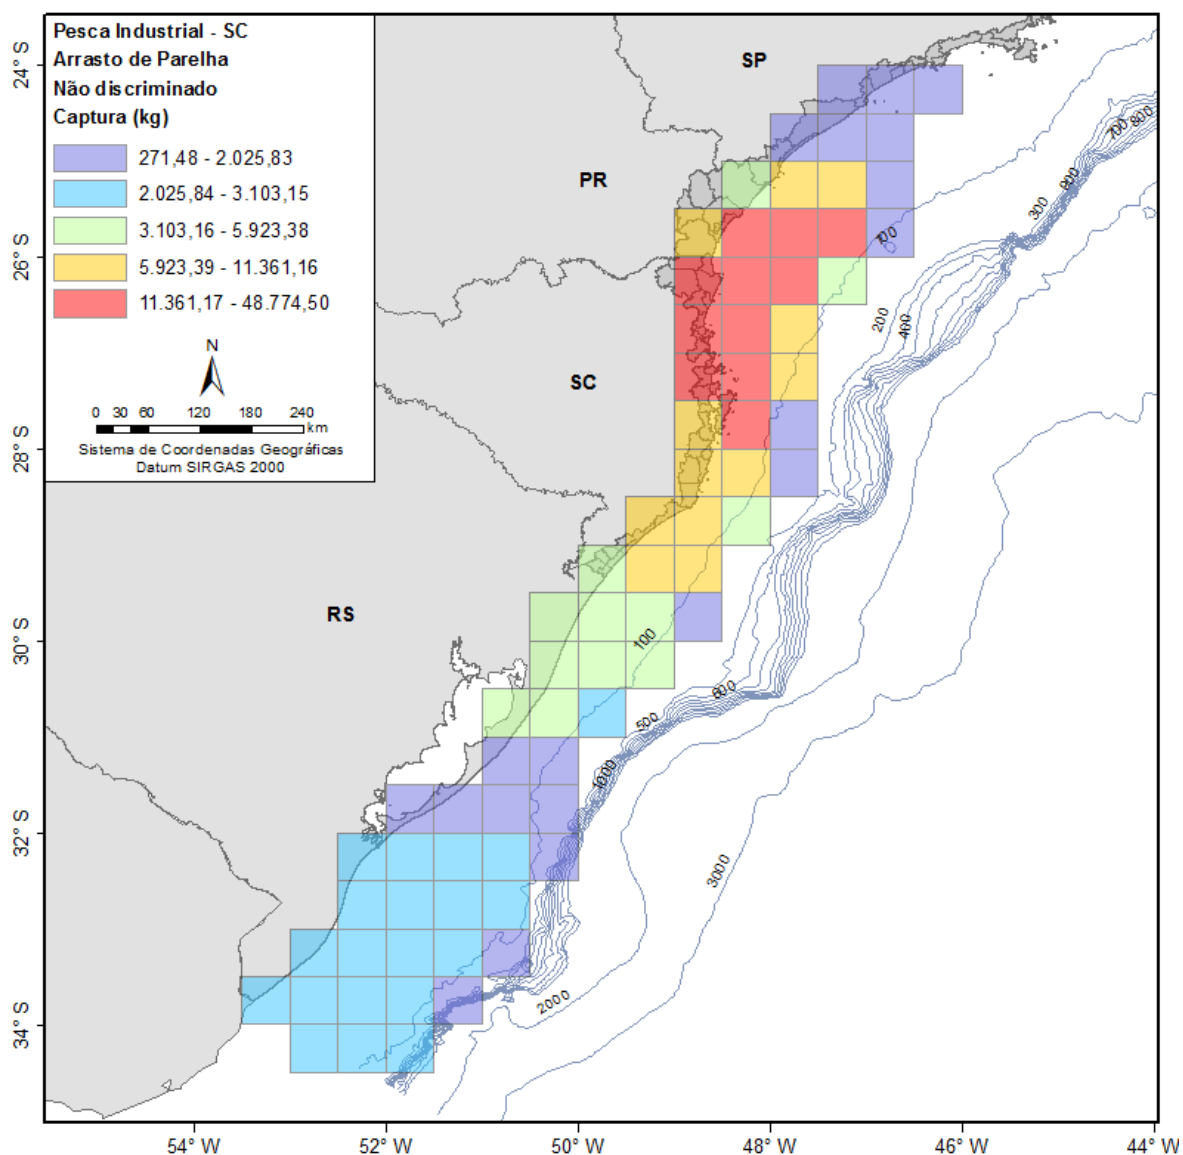 Pesca Industrial - SC
Arrasto de Parelha
Não discriminado
Captura (kg)
271,48 - 2.025,83
2.025,84 - 3.103,15
3.103,16 - 5.923,38
5.923,39 - 11.361,16
11.361,17 - 48.774,50
N
0 30 60 120 180 240
km
Sistema de Coordenadas Geográficas
Datum SIRGAS 2000
SP
PR
SC
RS
700
800
800
300
100
200
400
100
600
500
1000
3000
2000
24° S
26° S
28° S
30° S
32° S
34° S
54° W
52° W
50° W
48° W
46° W
44° W